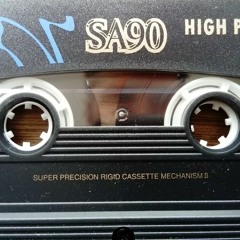 SA90 HIGH P
SUPER PRECISION RIGID CASSETTE MECHANISM II